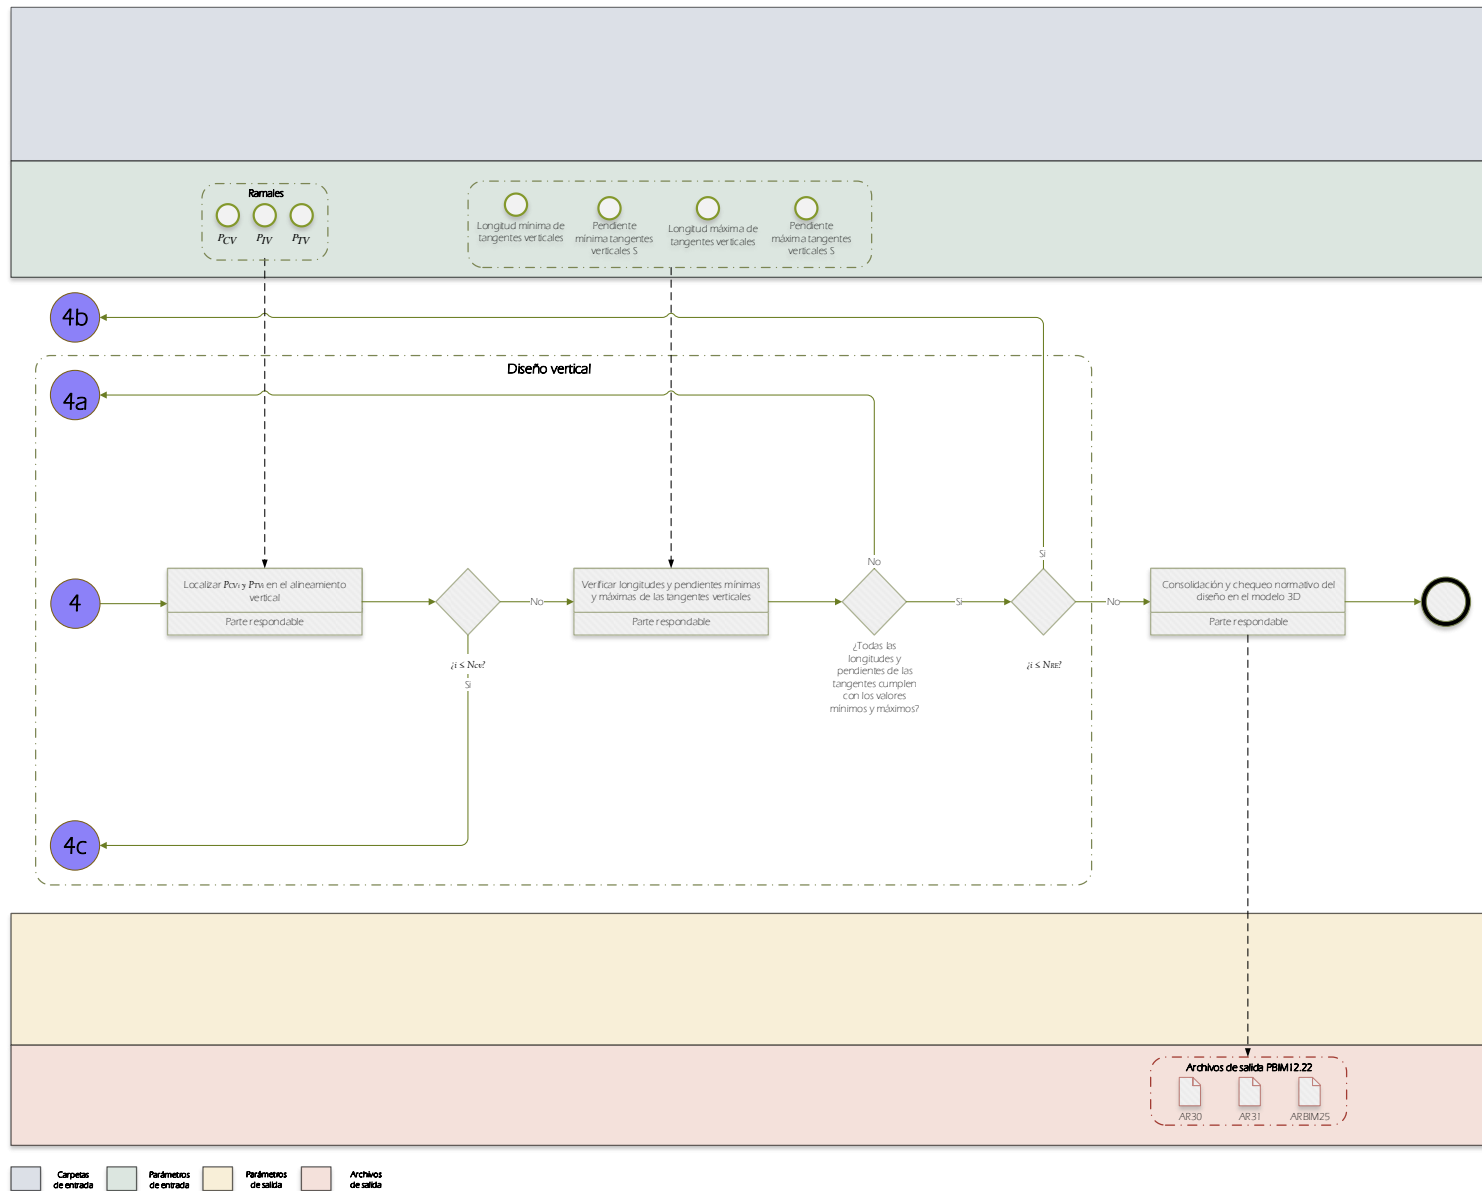 Ramales
PCV PIV PTV
Longitud mínima de
tangentes verticales
Pendiente
mínima tangentes
verticales S
Longitud máxima de
tangentes verticales
Pendiente
máxima tangentes
verticales S
4b
Diseño vertical
4a
No
Si
4
Localizar PCVi y PTVi en el alineamiento
vertical
Parte respondable
No
Verificar longitudes y pendientes mínimas
y máximas de las tangentes verticales
Parte respondable
Si
No
Consolidación y chequeo normativo del
diseño en el modelo 3D
Parte respondable
¿i ≤ NCV?
Si
¿Todas las
longitudes y
pendientes de las
tangentes cumplen
con los valores
mínimos y máximos?
¿i ≤ NRE?
4c
Archivos de salida PBIM12.22
AR30
AR31
ARBIM25
Carpetas
de entrada
Parámetros
de entrada
Parámetros
de salida
Archivos
de salida